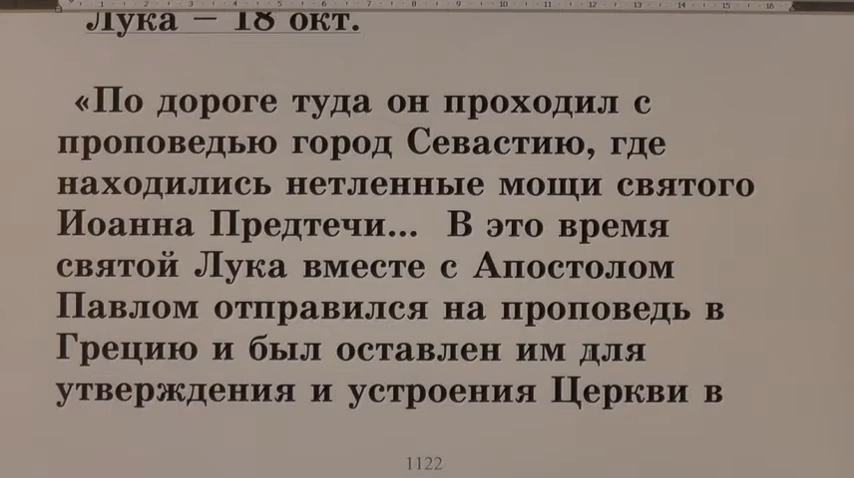 Лука – 18 окт.
«По дороге туда он проходил с
проповедью город Севастию, где
находились нетленные мощи святого
Иоанна Предтечи... В это время
святой Лука вместе с Апостолом
Павлом отправился на проповедь в
Грецию и был оставлен им для
утверждения и устроения Церкви в
1122